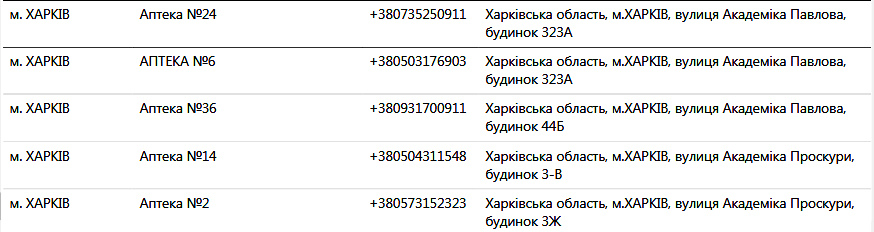 м. ХАРКІВ Аптека №24 +380735250911 Харківська область, м.ХАРКІВ, вулиця Академіка Павлова,
будинок 323А
м. ХАРКІВ АПТЕКА №6 +380503176903 Харківська область, м.ХАРКІВ, вулиця Академіка Павлова,
будинок 323А
м. ХАРКІВ Аптека №36 +380931700911 Харківська область, м.ХАРКІВ, вулиця Академіка Павлова,
будинок 44Б
м. ХАРКІВ Аптека №14 +380504311548 Харківська область, м.ХАРКІВ, вулиця Академіка Проскури,
будинок 3-В
м. ХАРКІВ Аптека №2 +380573152323 Харківська область, м.ХАРКІВ, вулиця Академіка Проскури,
будинок 3Ж